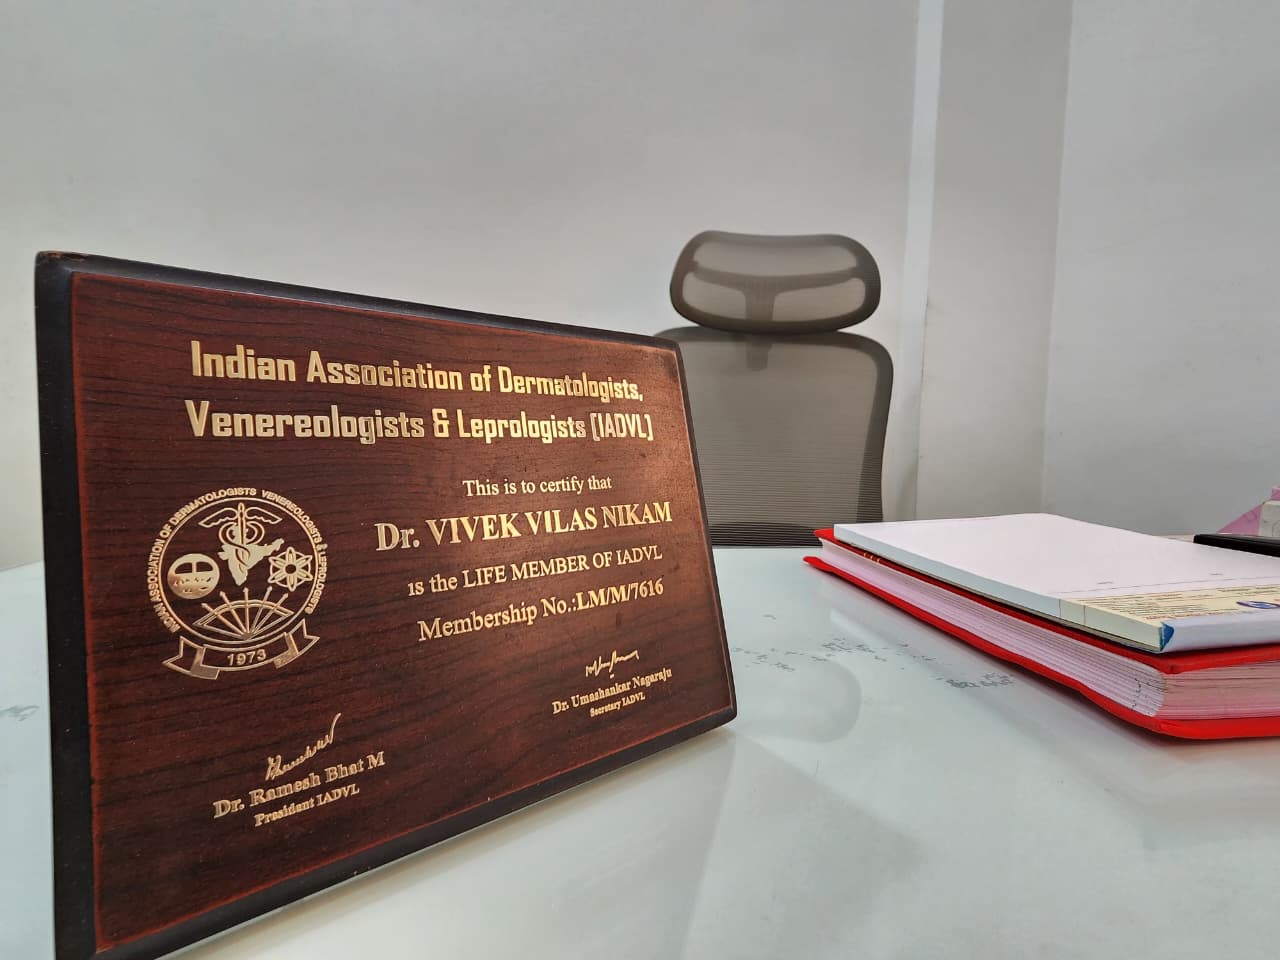 Indian Association of Dermatologists,
Venereologists & Leprologists (IADVL)
This is to certify that
Dr. VIVEK VILAS NIKAM
is the LIFE MEMBER OF IADVL
Membership No.:LM/M/7616
INDIAN ASSOCIATION OF DERMATOLOGISTS VENEREOLOGISTS & LEPROLOGISTS
1973
Dr. Umashankar Nagaraju
Secretary IADVL
Dr. Ramesh Bhat M
President IADVL